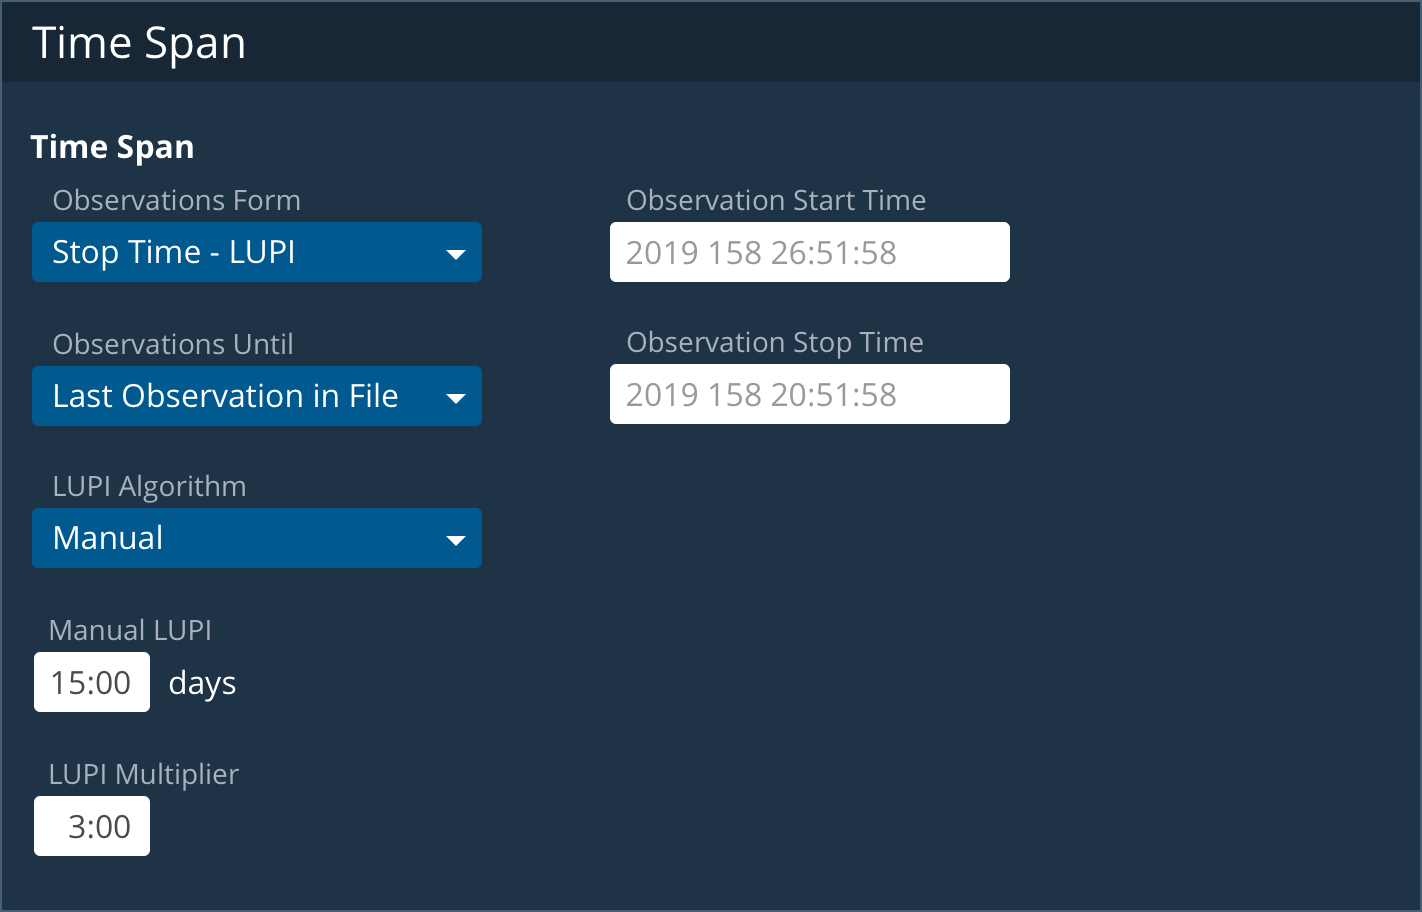 Time Span
Time Span
Observations Form
Stop Time - LUPI
Observation Start Time
2019 158 26:51:58
Observations Until
Last Observation in File
Observation Stop Time
2019 158 20:51:58
LUPI Algorithm
Manual
Manual LUPI
15:00 days
LUPI Multiplier
3:00